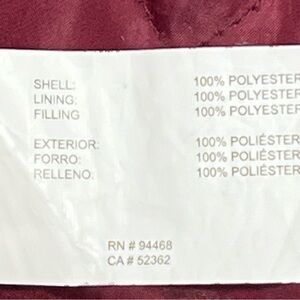 SHELL: 100% POLYESTER
LINING: 100% POLYESTER
FILLING 100% POLYESTER
EXTERIOR: 100% POLIÉSTER
FORRO: 100% POLIÉSTER
RELLENO: 100% POLIÉSTER
RN # 94468
CA # 52362